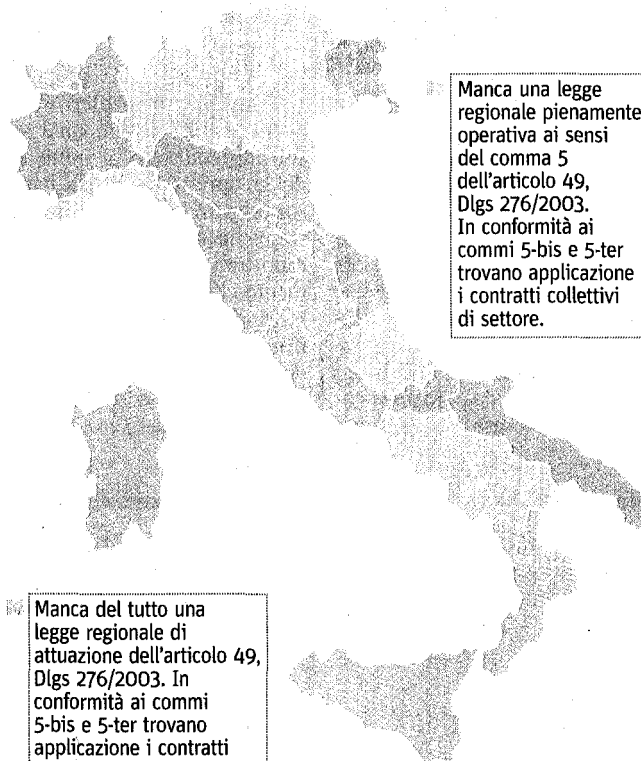 Manca una legge
regionale pienamente
operativa ai sensi
del comma 5
dell'articolo 49,
Dlgs 276/2003.
In conformità ai
commi 5-bis e 5-ter
trovano applicazione
i contratti collettivi
di settore.
Manca del tutto una
legge regionale di
attuazione dell'articolo 49,
Dlgs 276/2003. In
conformità ai commi
5-bis e 5-ter trovano
applicazione i contratti